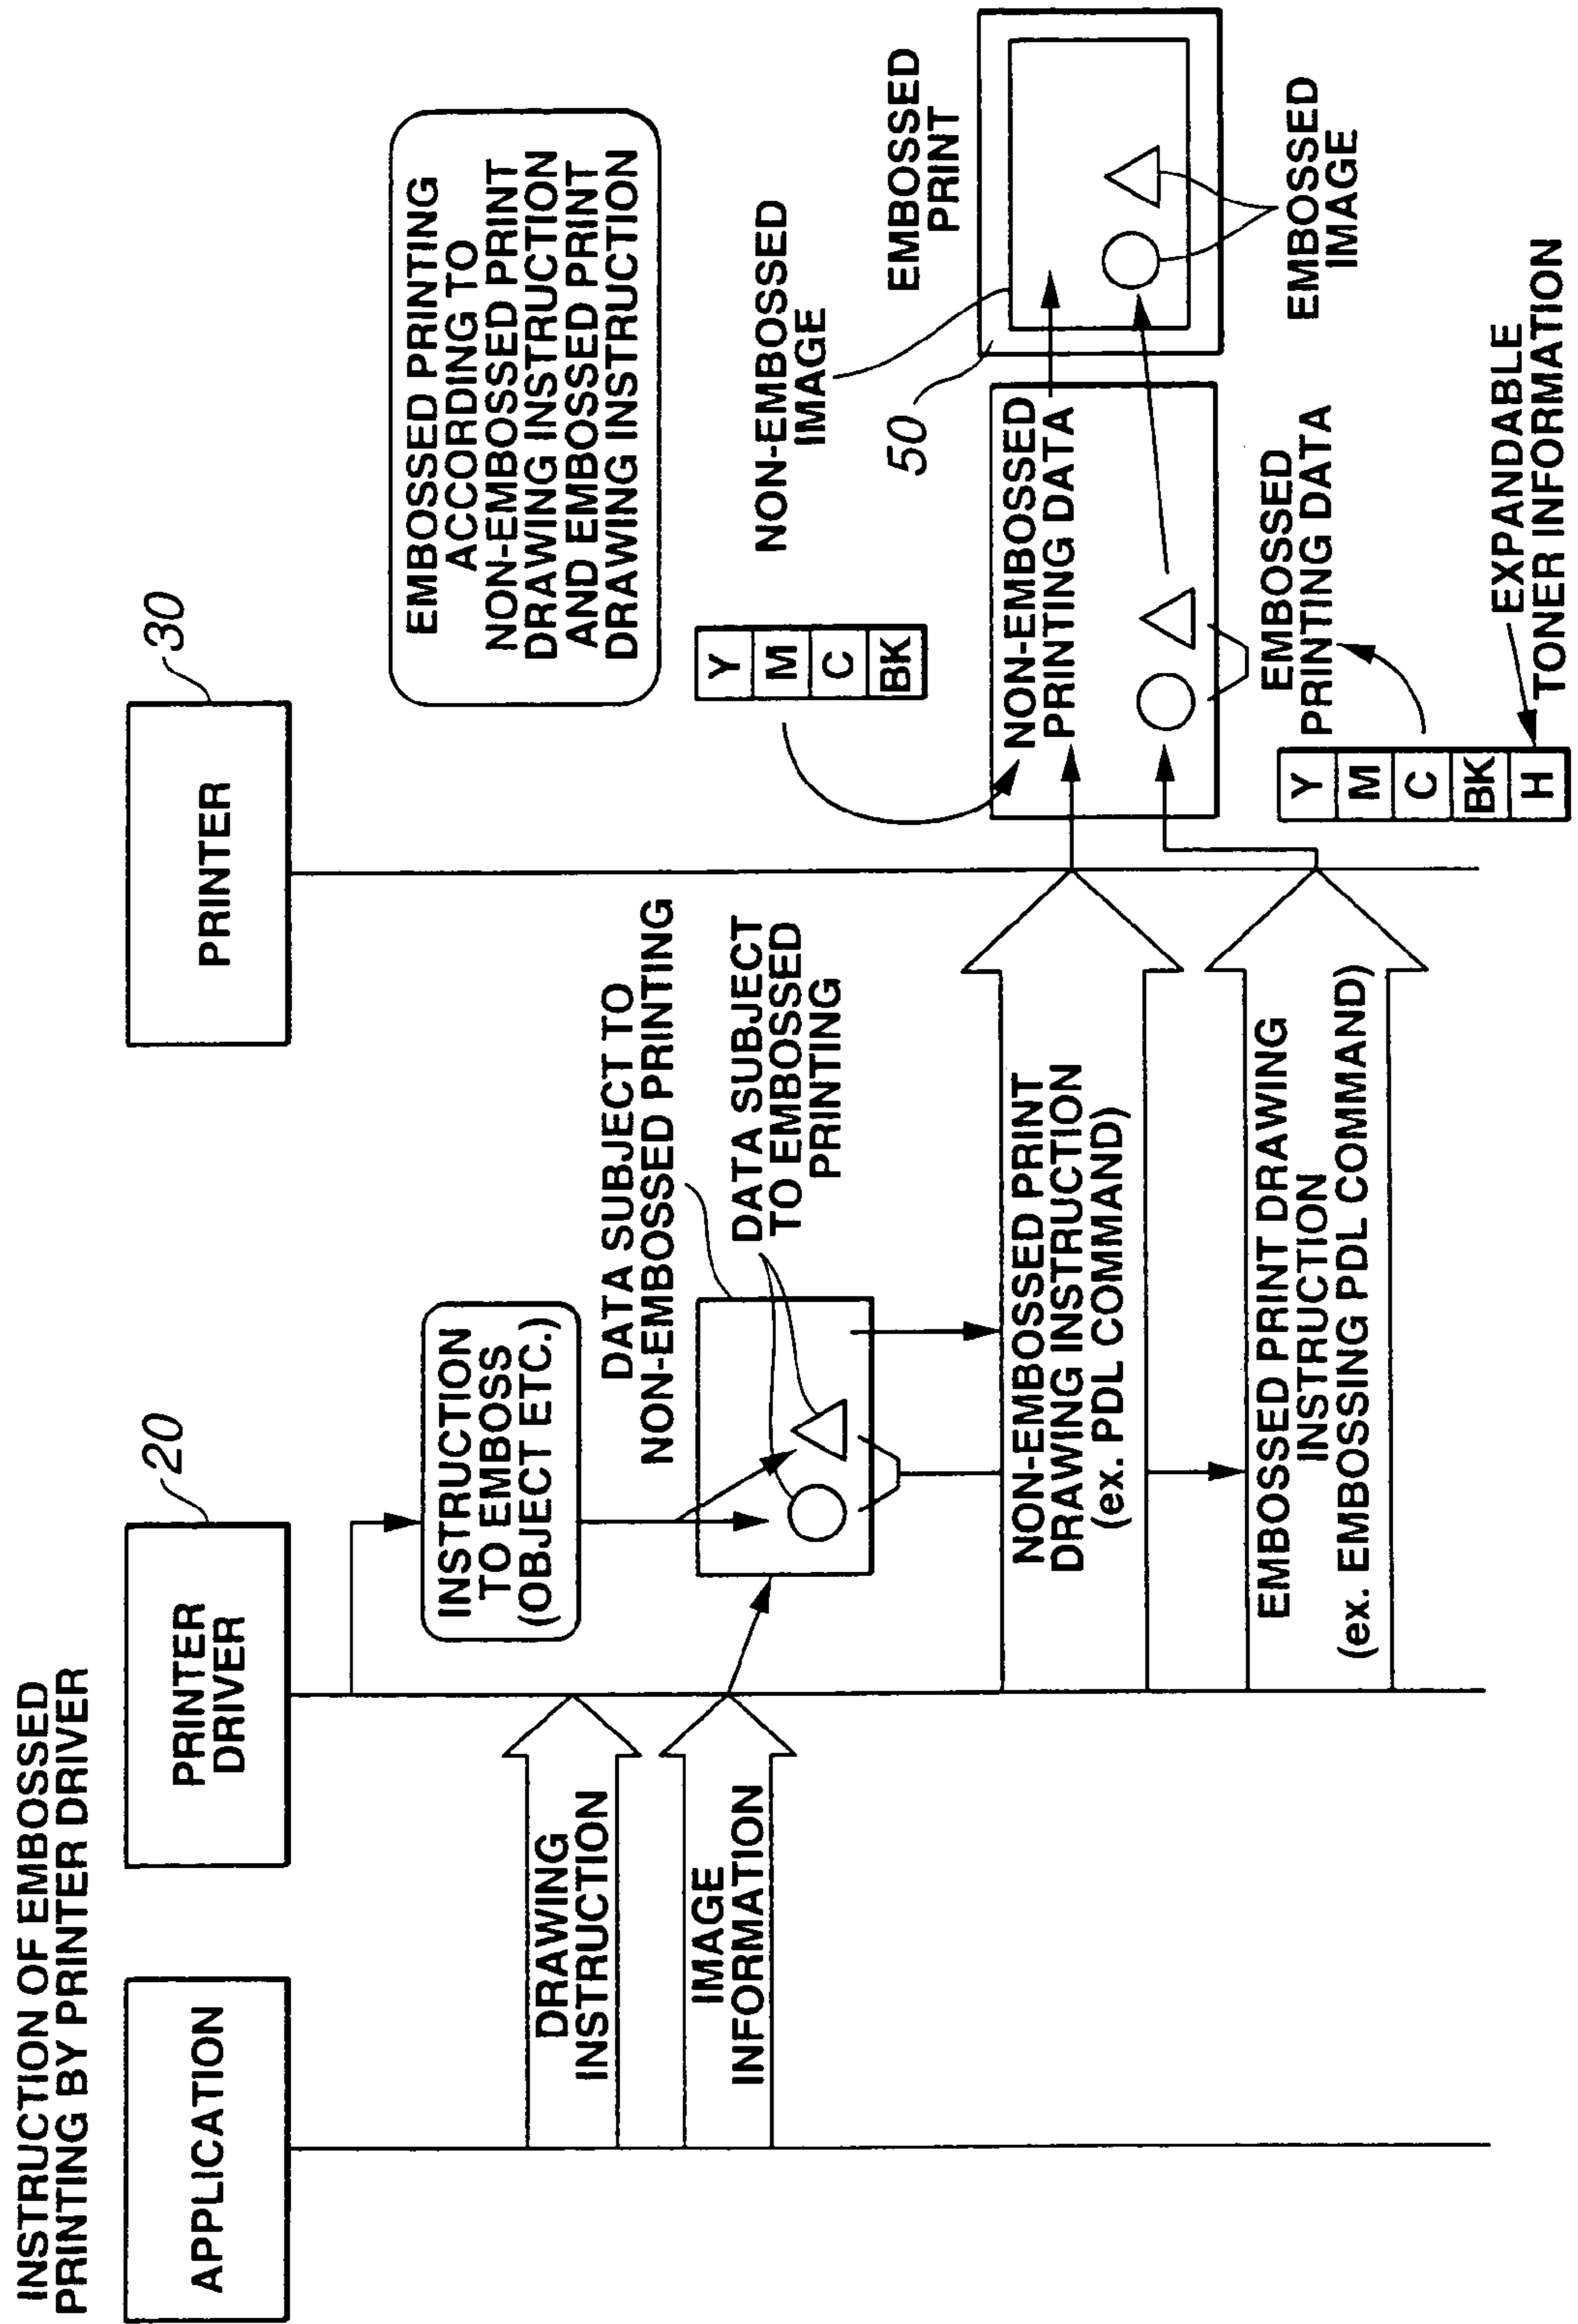 INSTRUCTION OF EMBOSSED
PRINTING BY PRINTER DRIVER
APPLICATION
PRINTER
DRIVER
20
PRINTER
30
DRAWING
INSTRUCTION
IMAGE
INFORMATION
INSTRUCTION
TO EMBOSS
(OBJECT ETC.)
DATA SUBJECT TO
NON-EMBOSSED PRINTING
DATA SUBJECT
TO EMBOSSED
PRINTING
NON-EMBOSSED PRINT
DRAWING INSTRUCTION
(ex. PDL COMMAND)
EMBOSSED PRINT DRAWING
INSTRUCTION
(ex. EMBOSSING PDL COMMAND)
EMBOSSED PRINTING
ACCORDING TO
NON-EMBOSSED PRINT
DRAWING INSTRUCTION
AND EMBOSSED PRINT
DRAWING INSTRUCTION
Y
M
C
BK
NON-EMBOSSED
IMAGE
NON-EMBOSSED
PRINTING DATA
50
EMBOSSED
PRINT
EMBOSSED
IMAGE
EMBOSSED
PRINTING DATA
Y
M
C
BK
H
EXPANDABLE
TONER INFORMATION